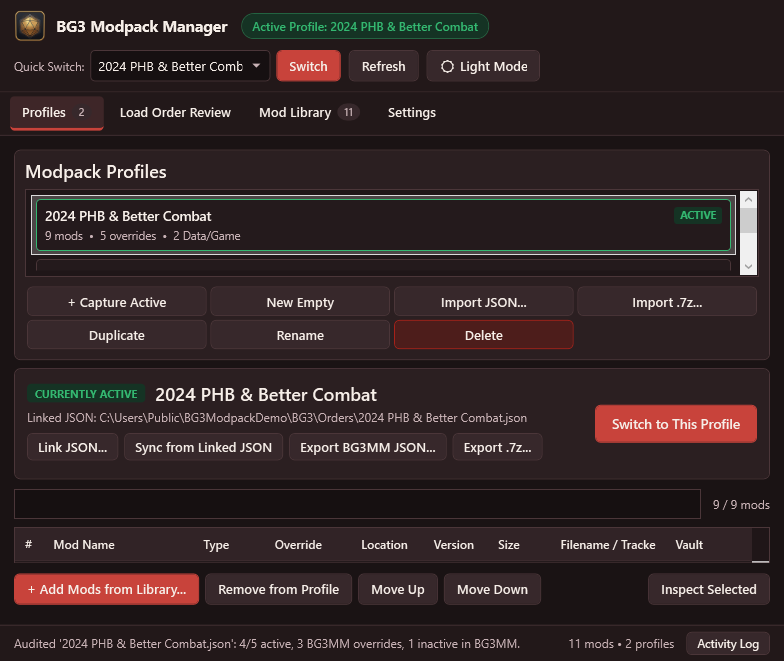 BG3 Modpack Manager
Active Profile: 2024 PHB & Better Combat
Quick Switch:
2024 PHB & Better Comb
Switch
Refresh
Light Mode
Profiles 2
Load Order Review
Mod Library 11
Settings
Modpack Profiles
2024 PHB & Better Combat
ACTIVE
9 mods • 5 overrides • 2 Data/Game
+ Capture Active
New Empty
Import JSON...
Import .7z...
Duplicate
Rename
Delete
CURRENTLY ACTIVE
2024 PHB & Better Combat
Linked JSON: C:\Users\Public\BG3ModpackDemo\BG3\Orders\2024 PHB & Better Combat.json
Switch to This Profile
Link JSON...
Sync from Linked JSON
Export BG3MM JSON...
Export .7z...
9 / 9 mods
# Mod Name Type Override Location Version Size Filename / Tracke Vault
+ Add Mods from Library...
Remove from Profile
Move Up
Move Down
Inspect Selected
Audited '2024 PHB & Better Combat.json': 4/5 active, 3 BG3MM overrides, 1 inactive in BG3MM.
11 mods • 2 profiles
Activity Log